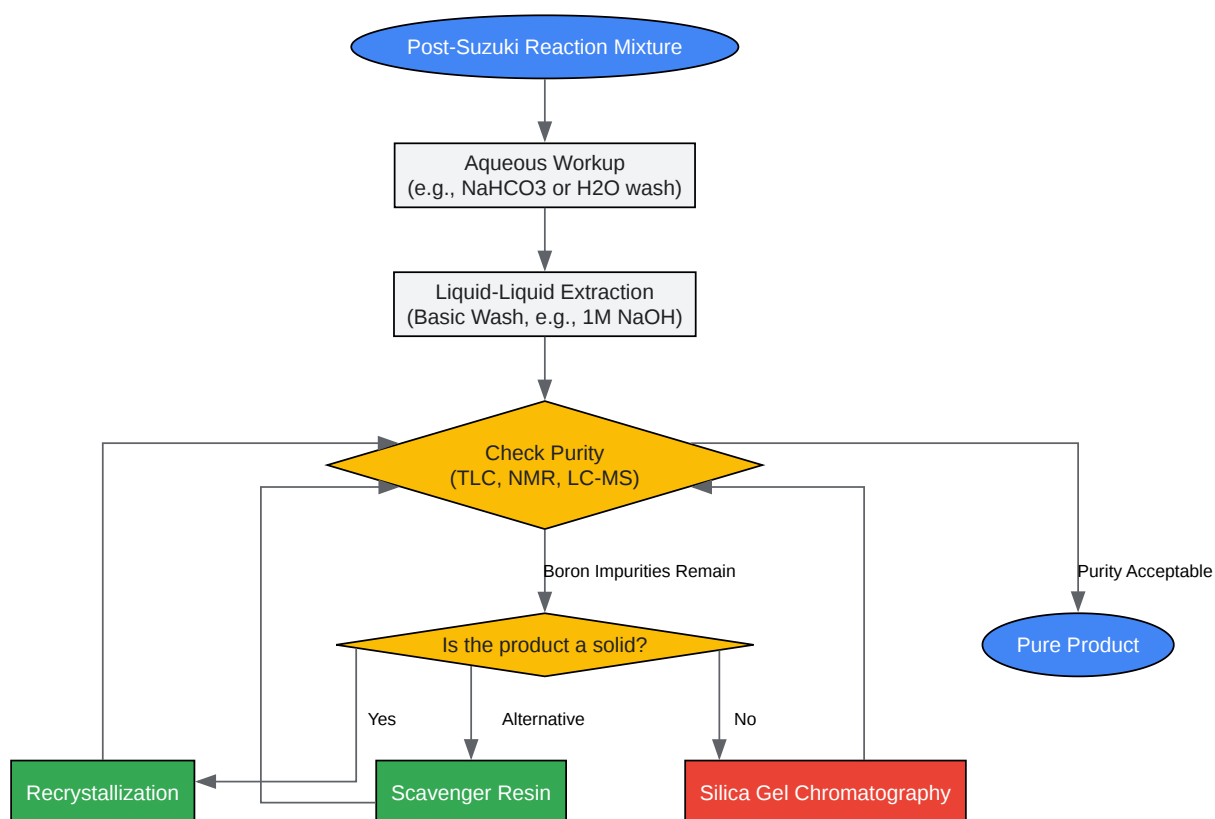 Post-Suzuki Reaction Mixture
Aqueous Workup
(e.g., NaHCO3 or H2O wash)
Liquid-Liquid Extraction
(Basic Wash, e.g., 1M NaOH)
Check Purity
(TLC, NMR, LC-MS)
Boron Impurities Remain
Purity Acceptable
Is the product a solid?
Pure Product
Yes
Alternative
No
Recrystallization
Scavenger Resin
Silica Gel Chromatography